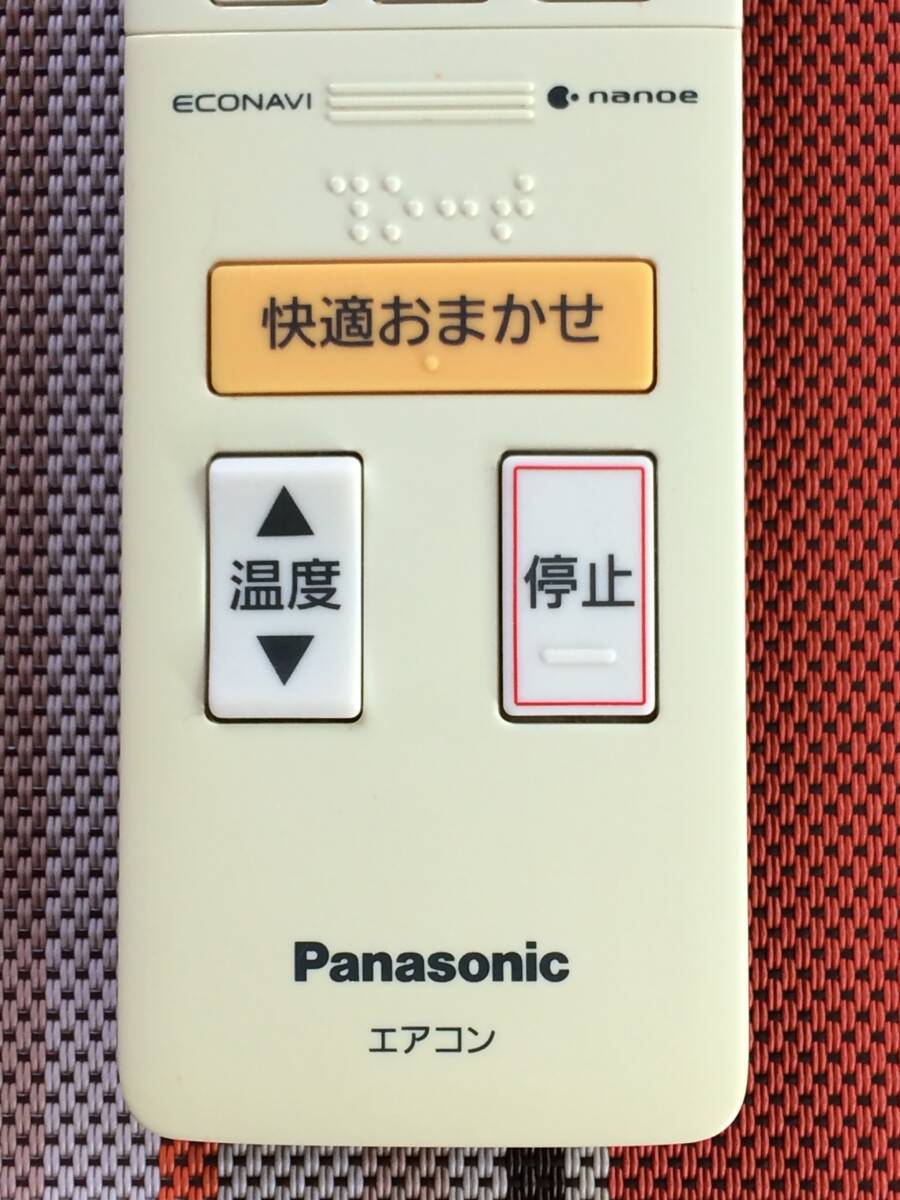 ECONAVI nanoe
快適おまかせ
温度
停止
Panasonic
エアコン